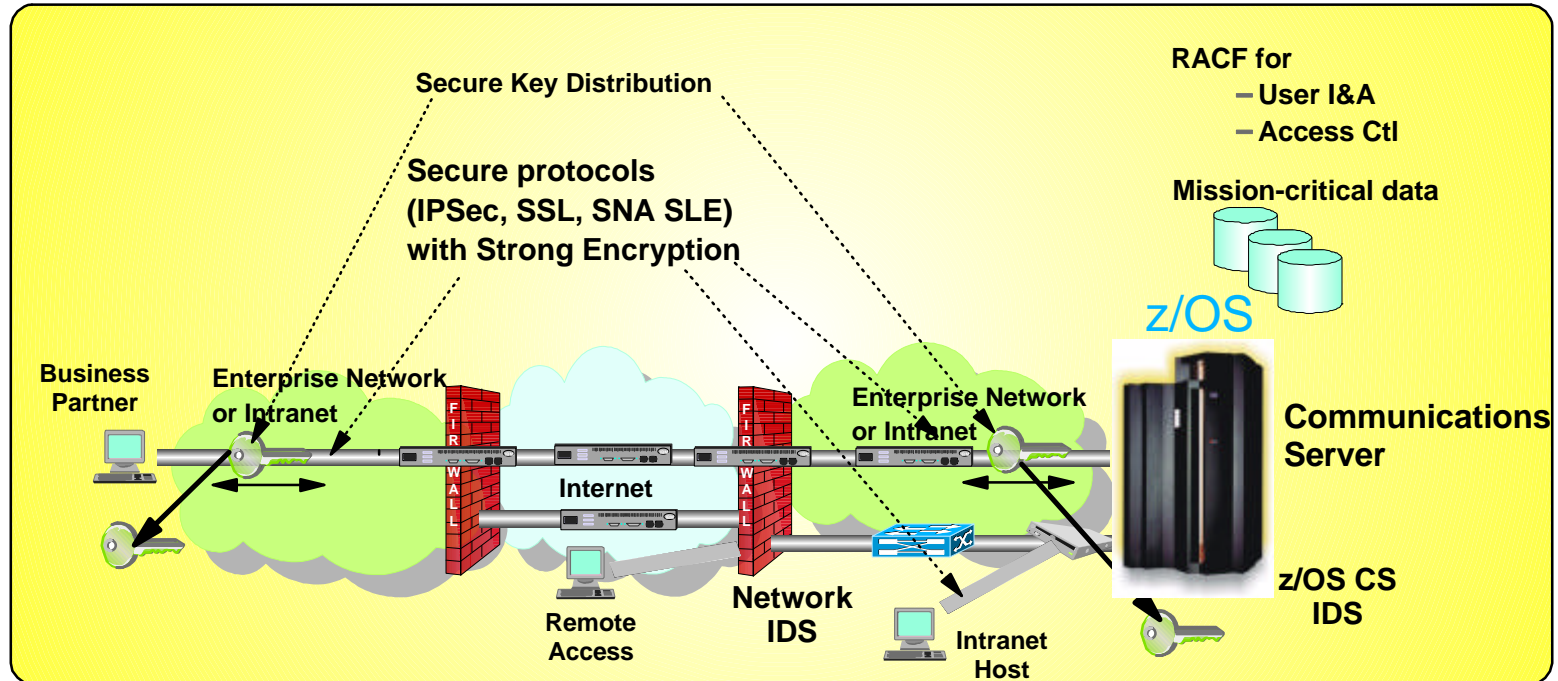 RACF for
– User I&A
– Access Ctl
Secure Key Distribution
Secure protocols
(IPSec, SSL, SNA SLE)
with Strong Encryption
Mission-critical data
z/OS
Business
Partner
Enterprise Network
or Intranet
FIREWALL
Internet
FIREWALL
Enterprise Network
or Intranet
Communications
Server
Remote
Access
Network
IDS
Intranet
Host
z/OS CS
IDS